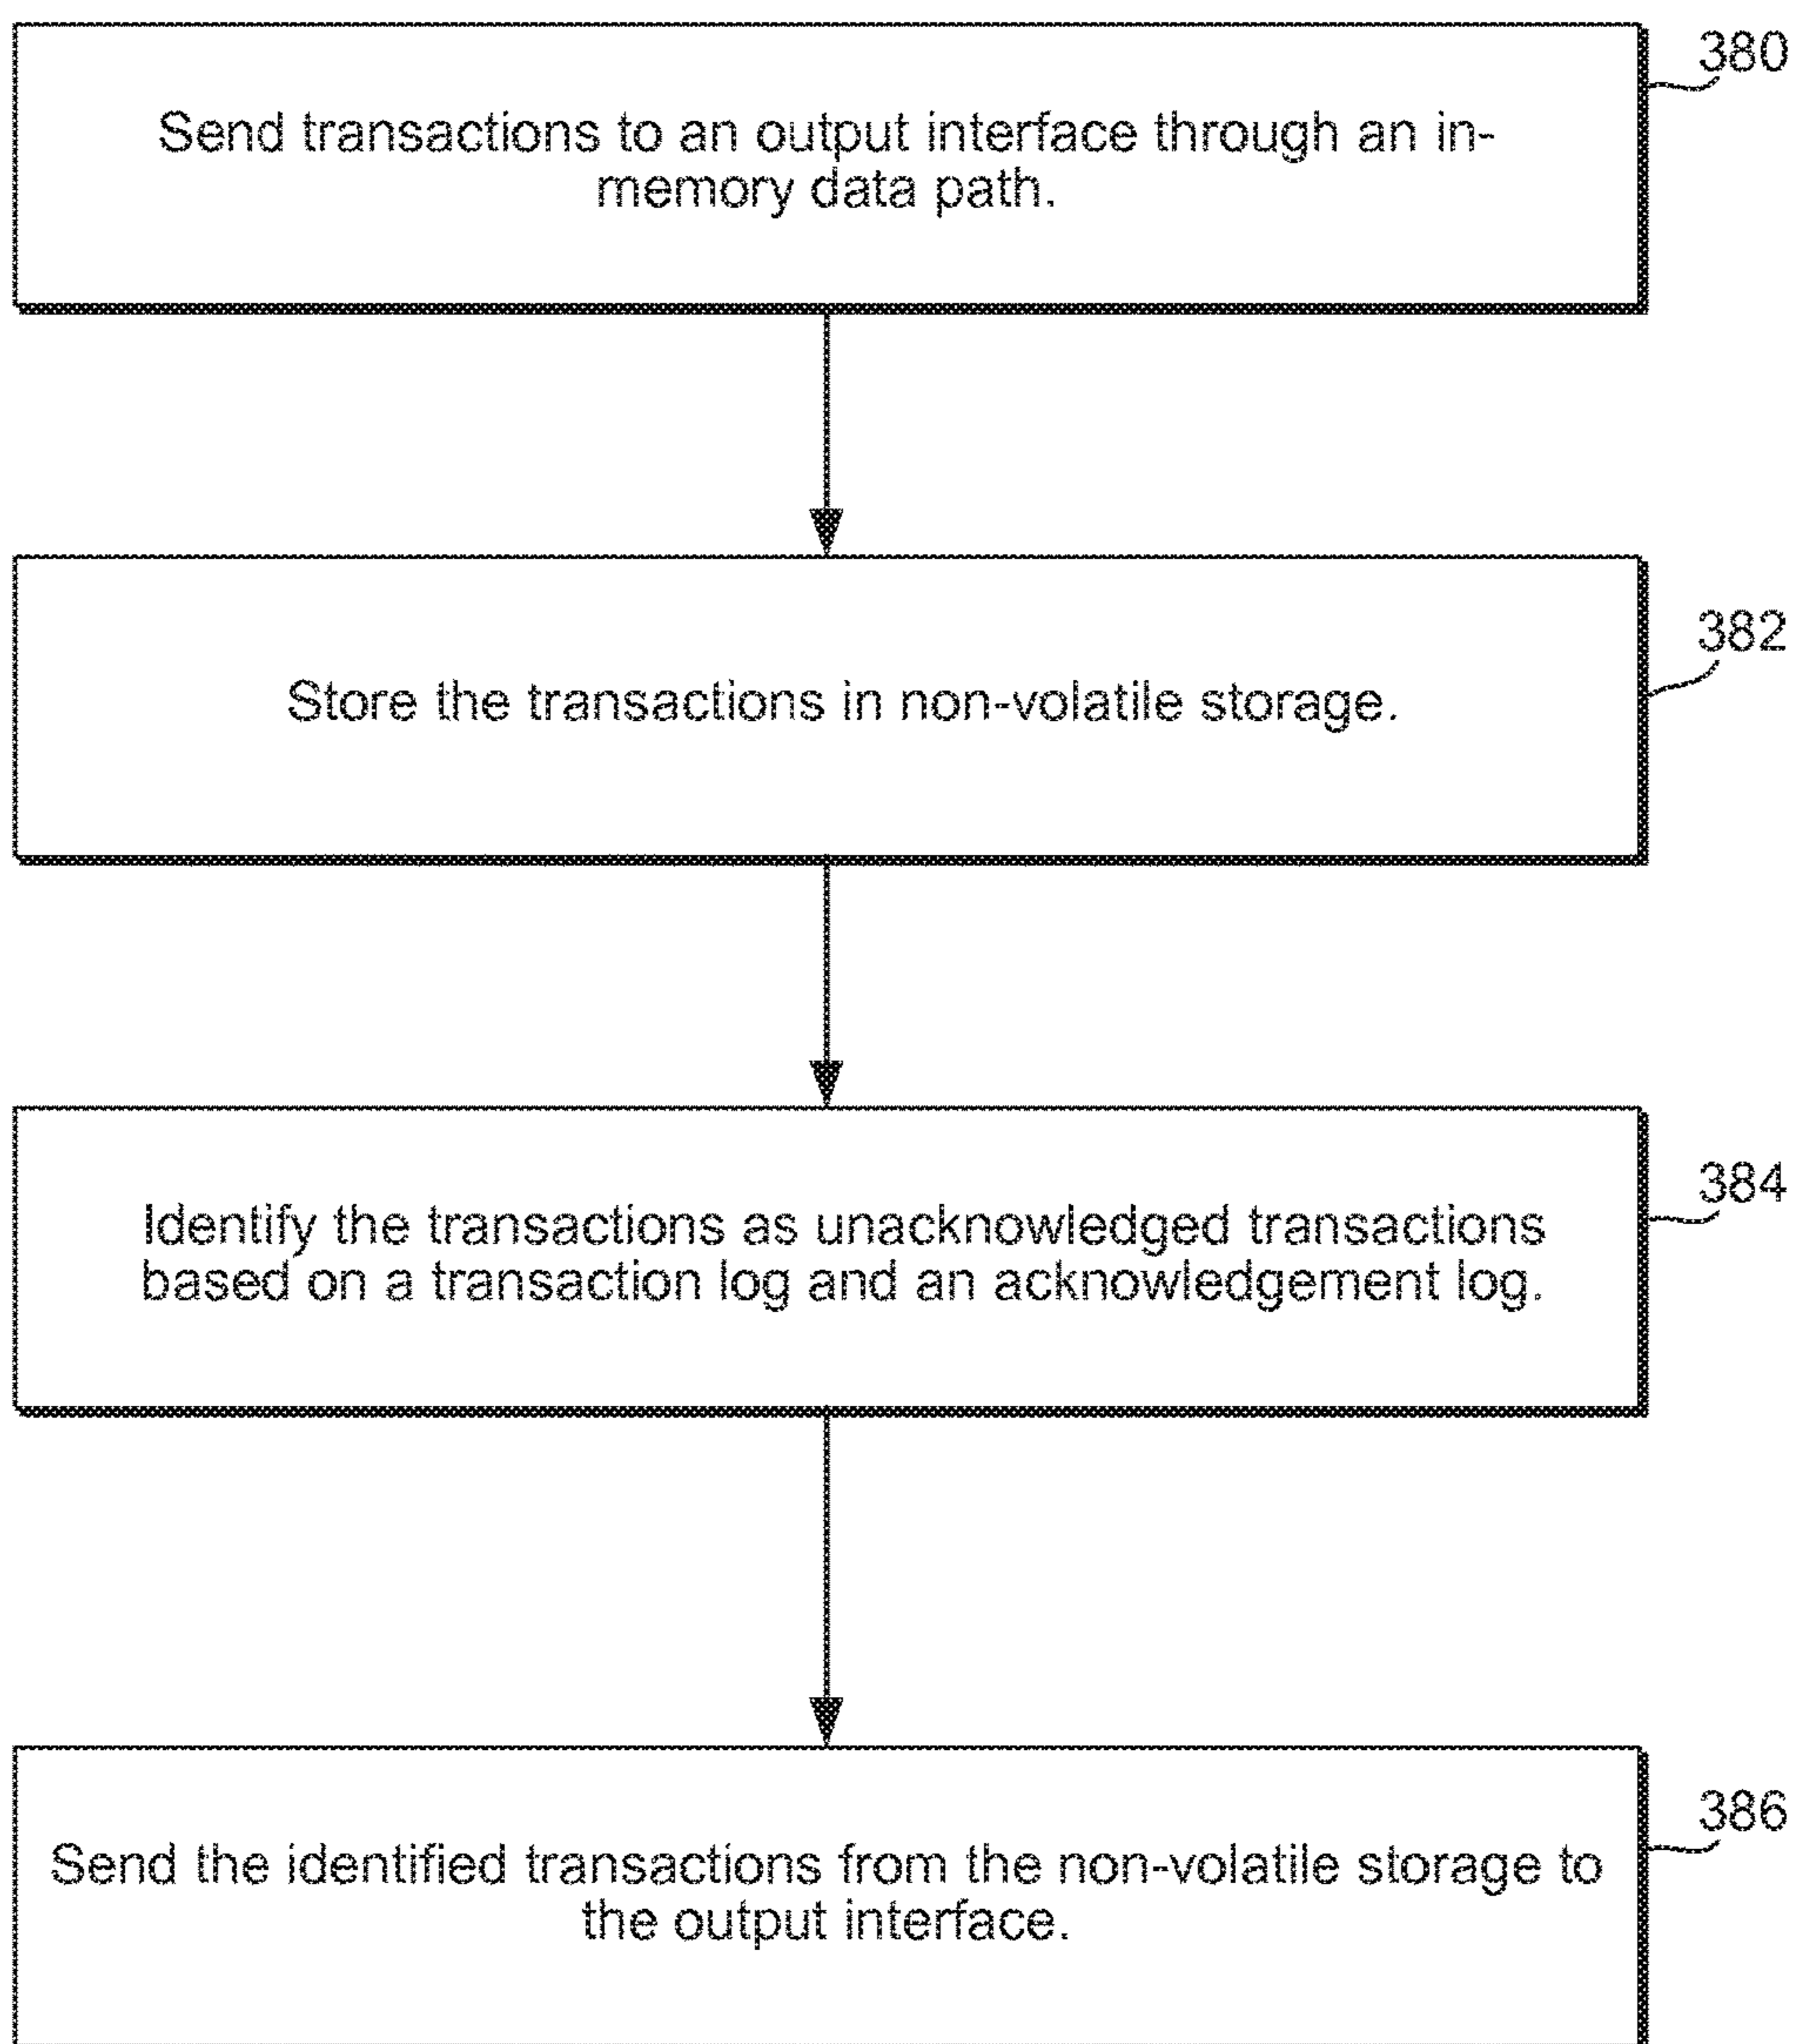 380
Send transactions to an output interface through an in-
memory data path.
382
Store the transactions in non-volatile storage.
384
Identify the transactions as unacknowledged transactions
based on a transaction log and an acknowledgement log.
386
Send the identified transactions from the non-volatile storage to
the output interface.